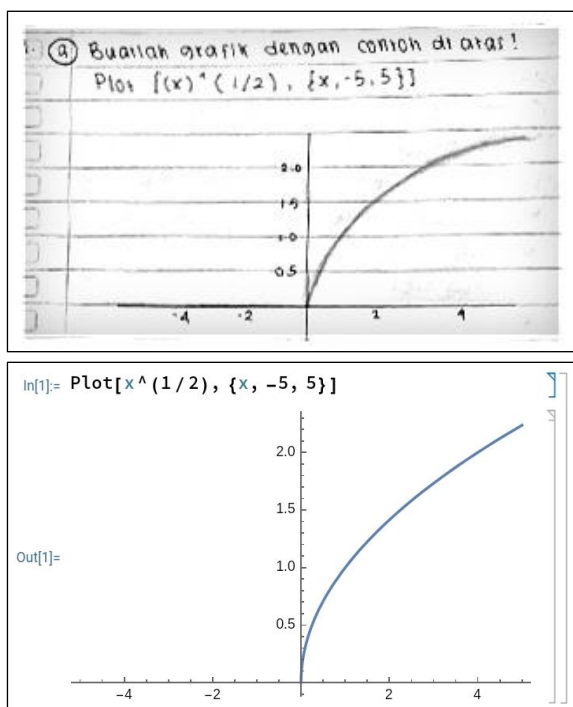 1. (a) Buatlah grafik dengan contoh di atas!
Plot [(x)^(1/2), {x,-5,5}]
2.0
1.5
1.0
0.5
-4 -2 2 4
In[1]:= Plot[x^(1/2), {x, -5, 5}]
2.0
1.5
Out[1]=
1.0
0.5
-4 -2 2 4